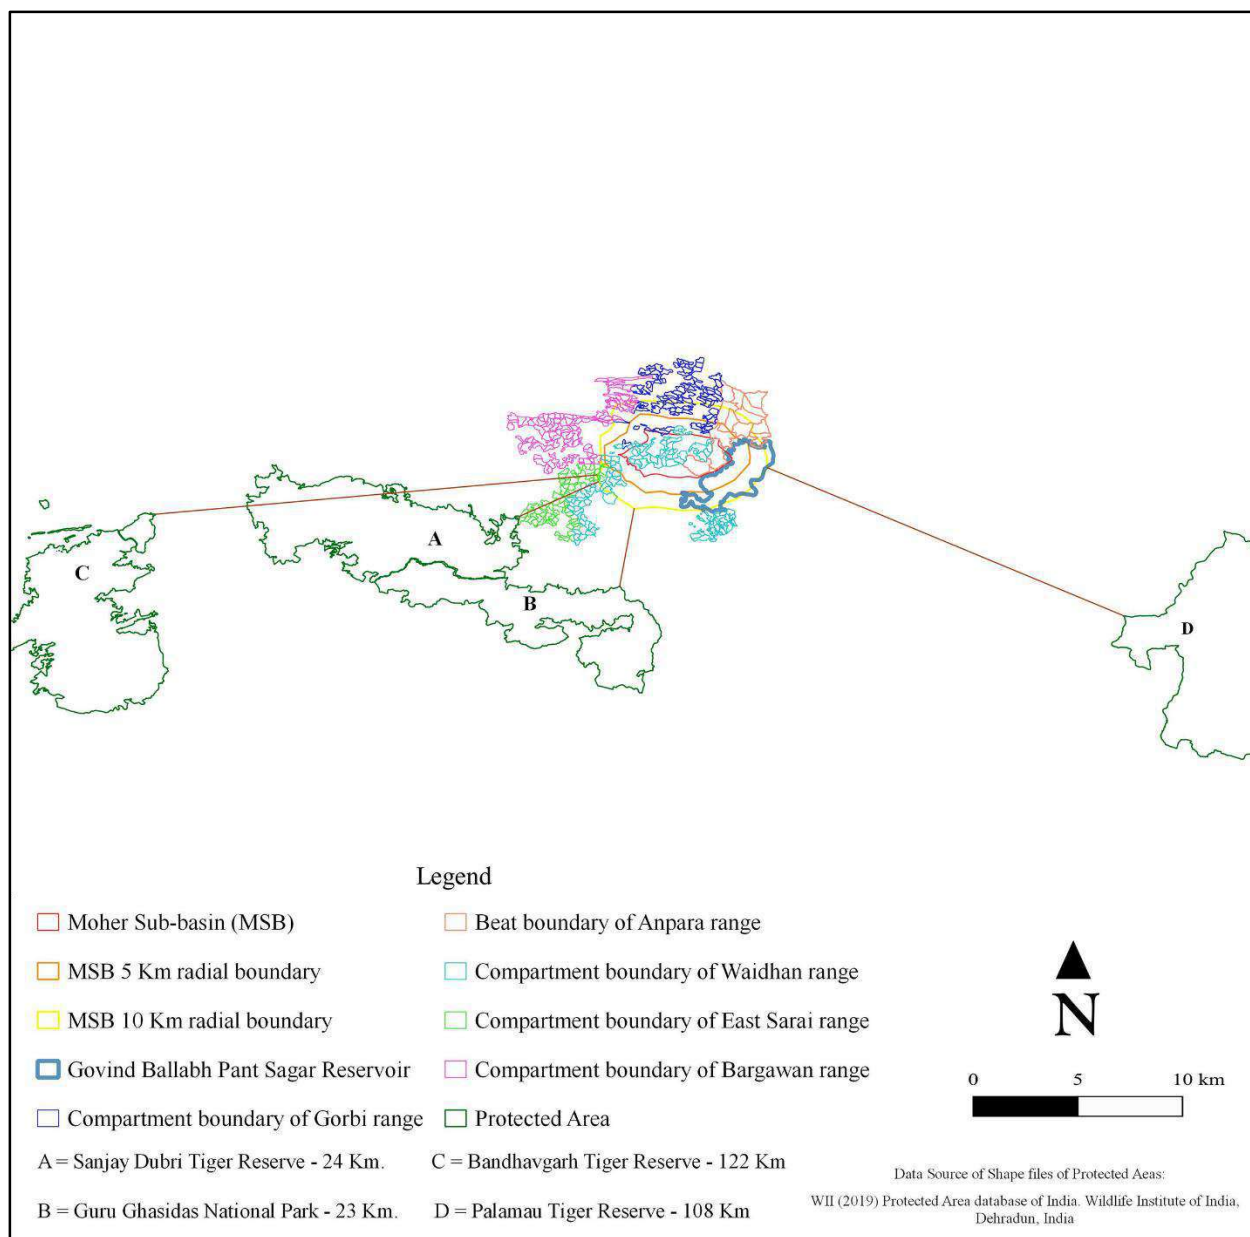 A
C
B
D
Legend
Moher Sub-basin (MSB)
Beat boundary of Anpara range
MSB 5 Km radial boundary
Compartment boundary of Waidhan range
MSB 10 Km radial boundary
Compartment boundary of East Sarai range
Govind Ballabh Pant Sagar Reservoir
Compartment boundary of Bargawan range
Compartment boundary of Gorbi range
Protected Area
N
0 5 10 km
A = Sanjay Dubri Tiger Reserve - 24 Km.
C = Bandhavgarh Tiger Reserve - 122 Km
B = Guru Ghasidas National Park - 23 Km.
D = Palamau Tiger Reserve - 108 Km
Data Source of Shape files of Protected Aeas:
WII (2019) Protected Area database of India. Wildlife Institute of India,
Dehradun, India